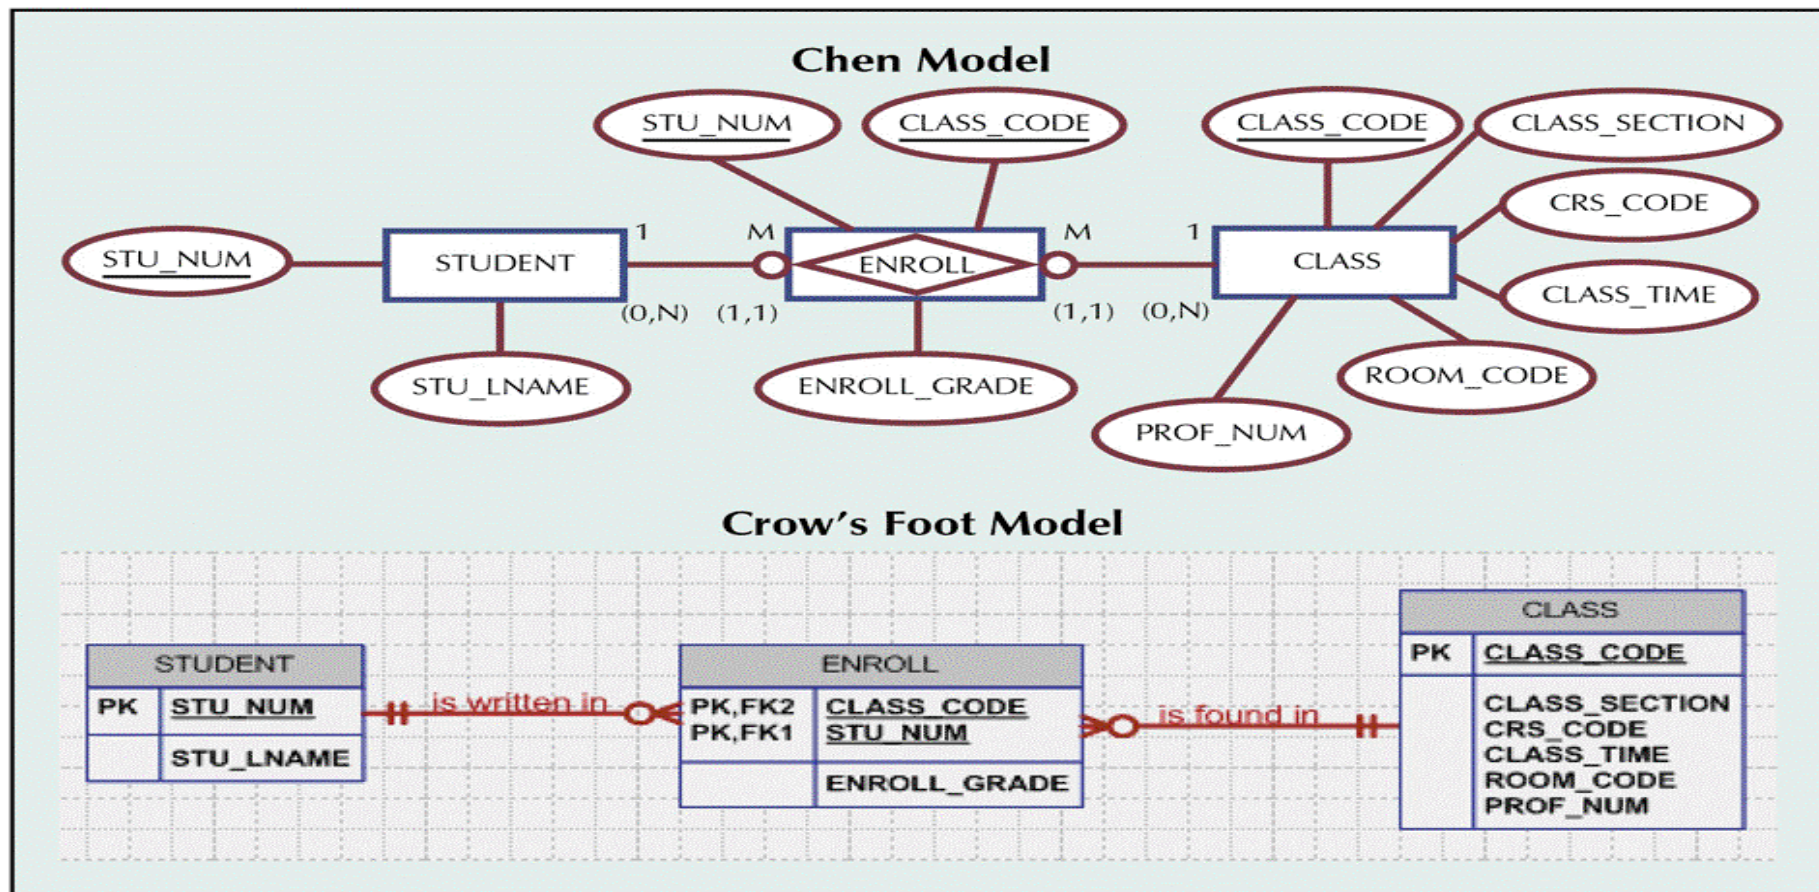 Chen Model
STU_NUM
CLASS_CODE
CLASS_CODE
CLASS_SECTION
CRS_CODE
STU_NUM
STUDENT
1
M
ENROLL
M
1
CLASS
CLASS_TIME
(0,N)
(1,1)
(1,1)
(0,N)
STU_LNAME
ENROLL_GRADE
ROOM_CODE
PROF_NUM
Crow's Foot Model
STUDENT
PK STU_NUM
STU_LNAME
is written in
ENROLL
PK,FK2 CLASS_CODE
PK,FK1 STU_NUM
ENROLL_GRADE
is found in
CLASS
PK CLASS_CODE
CLASS_SECTION
CRS_CODE
CLASS_TIME
ROOM_CODE
PROF_NUM